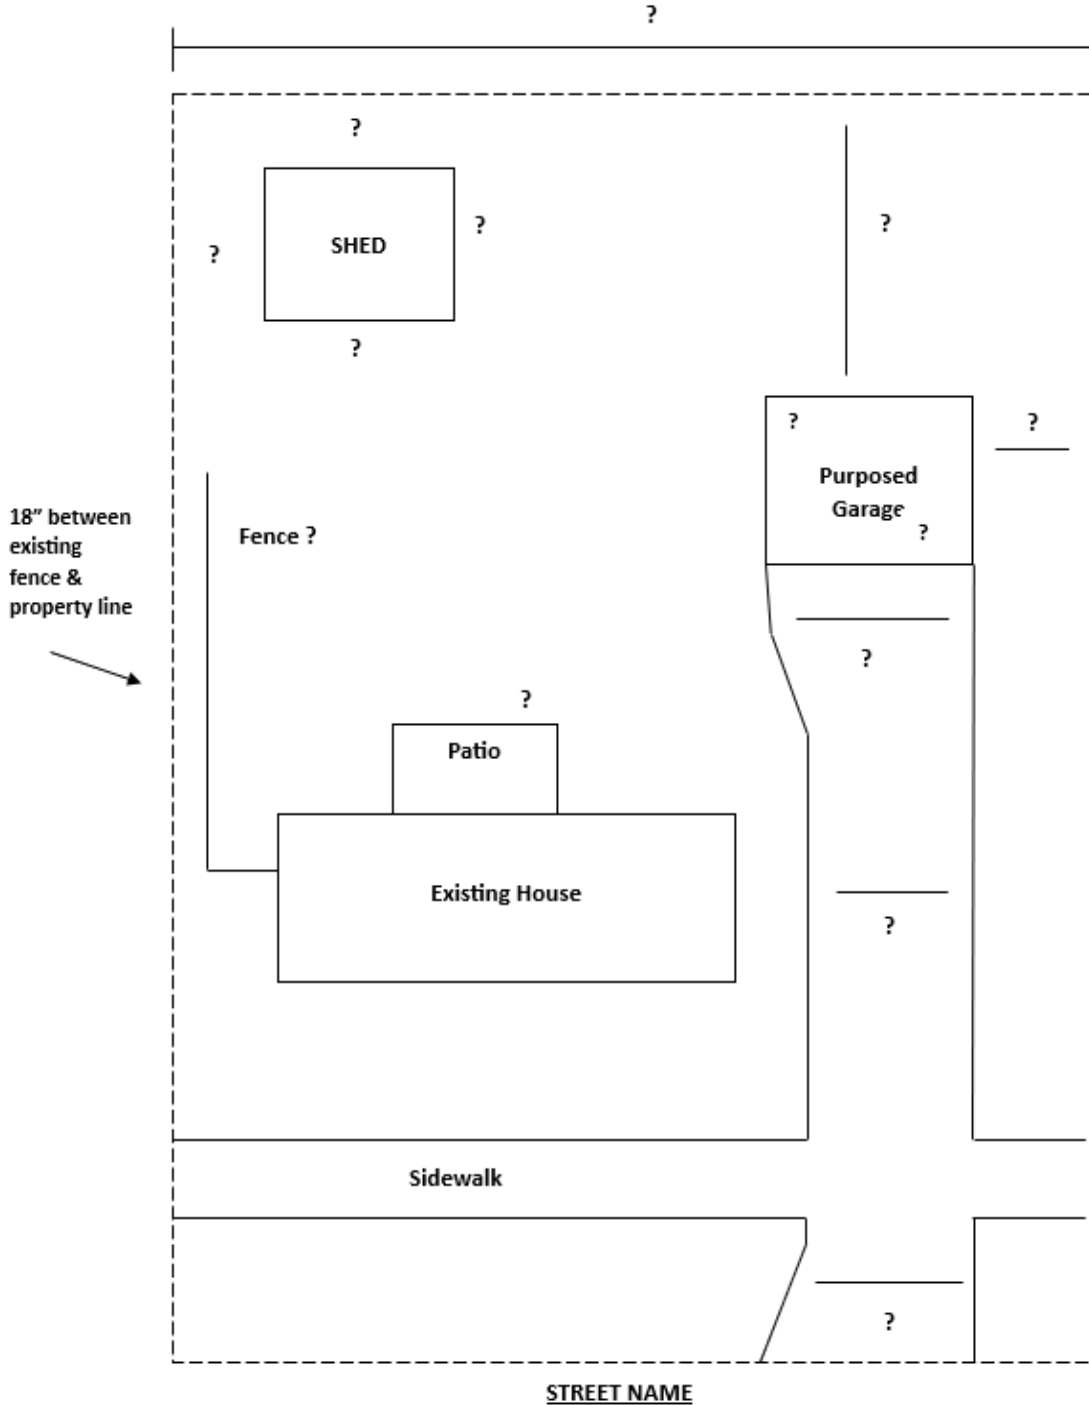 ?
?
?
?
SHED
?
?
?
?
?
Purposed
Garage
?
18” between
existing
fence &
property line
Fence ?
?
?
Patio
Existing House
?
Sidewalk
?
STREET NAME